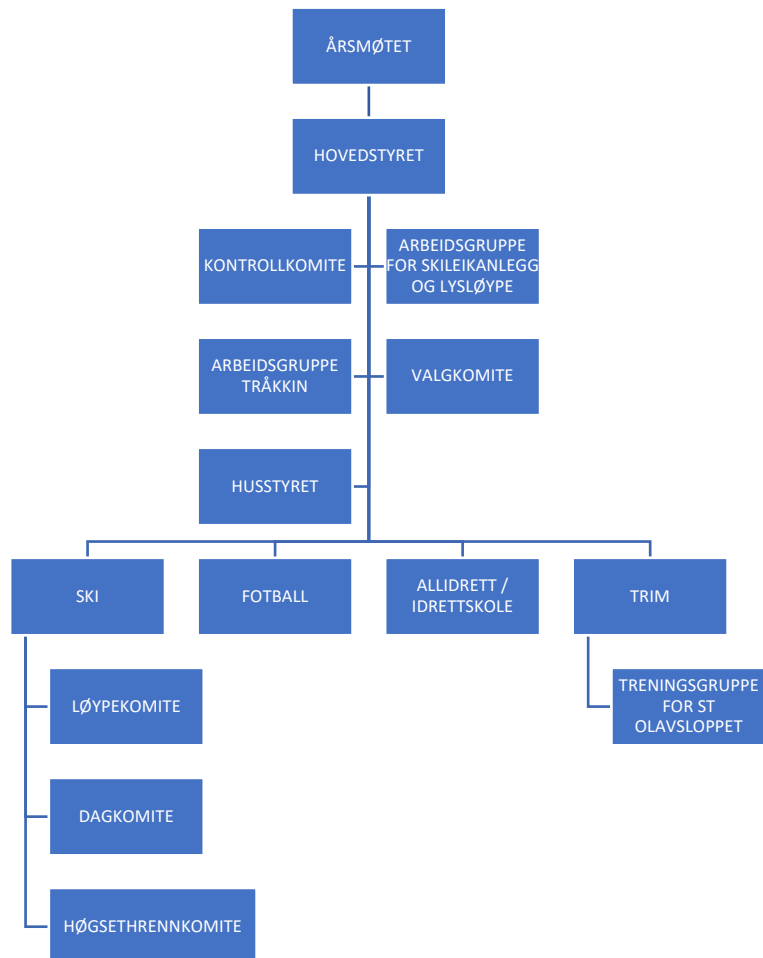 ÅRSMØTET
HOVEDSTYRET
KONTROLLKOMITE
ARBEIDSGRUPPE
FOR SKILEIKANLEGG
OG LYSLØYPE
ARBEIDSGRUPPE
TRÅKKIN
VALGKOMITE
HUSSTYRET
SKI
FOTBALL
ALLIDRETT /
IDRETTSKOLE
TRIM
LØYPEKOMITE
TRENINGSGRUPPE
FOR ST
OLAVSLOPPET
DAGKOMITE
HØGSETHRENNKOMITE